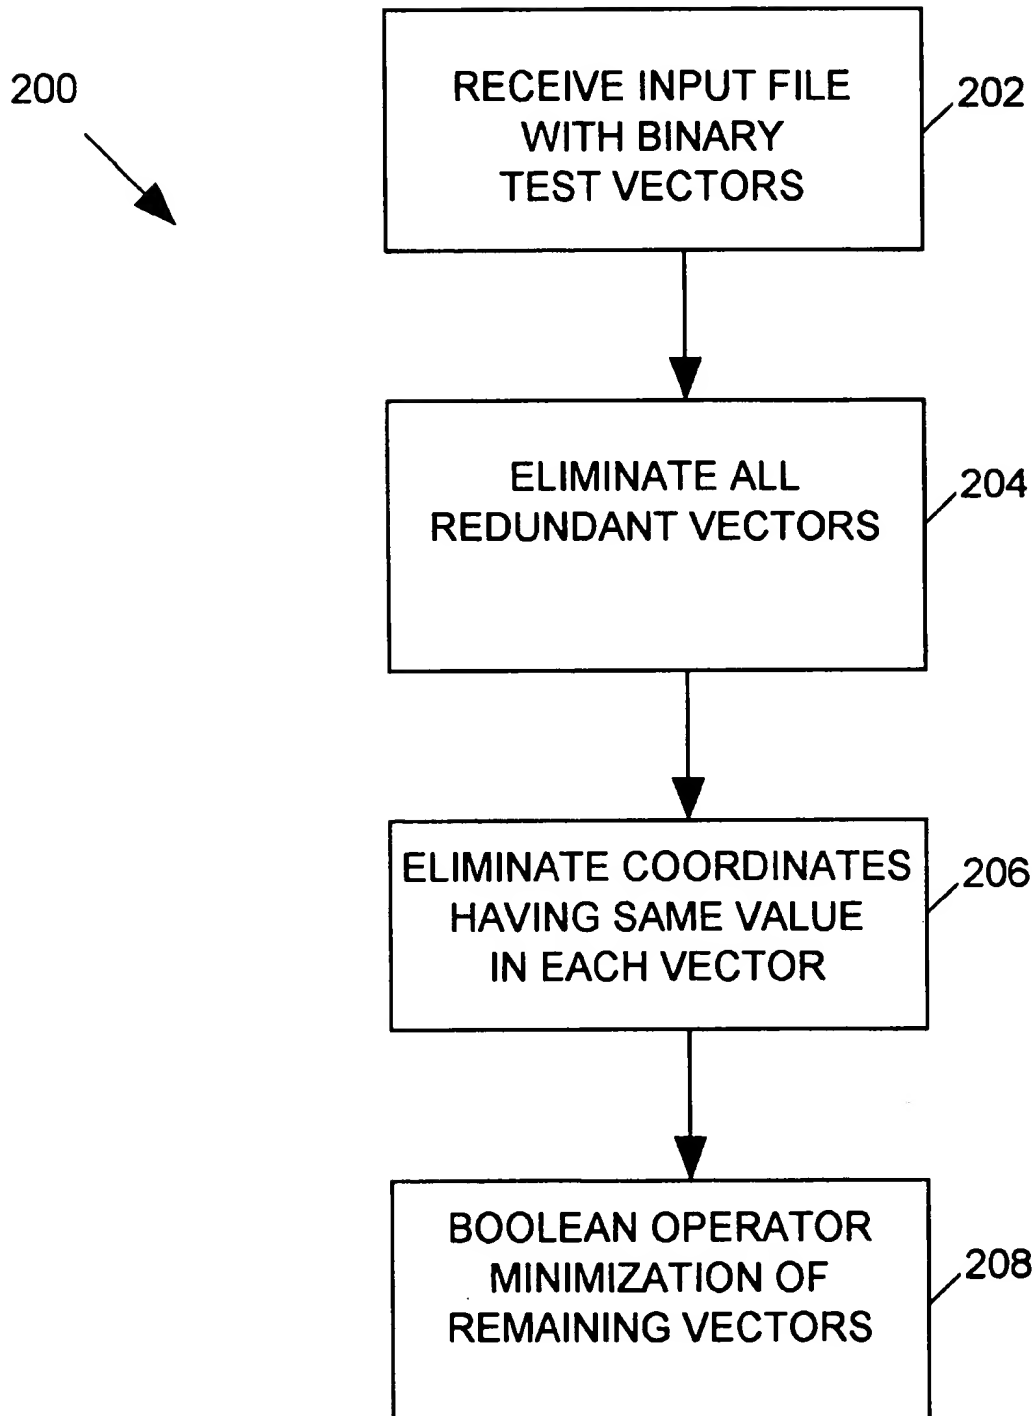 200
RECEIVE INPUT FILE
WITH BINARY
TEST VECTORS
202
ELIMINATE ALL
REDUNDANT VECTORS
204
ELIMINATE COORDINATES
HAVING SAME VALUE
IN EACH VECTOR
206
BOOLEAN OPERATOR
MINIMIZATION OF
REMAINING VECTORS
208